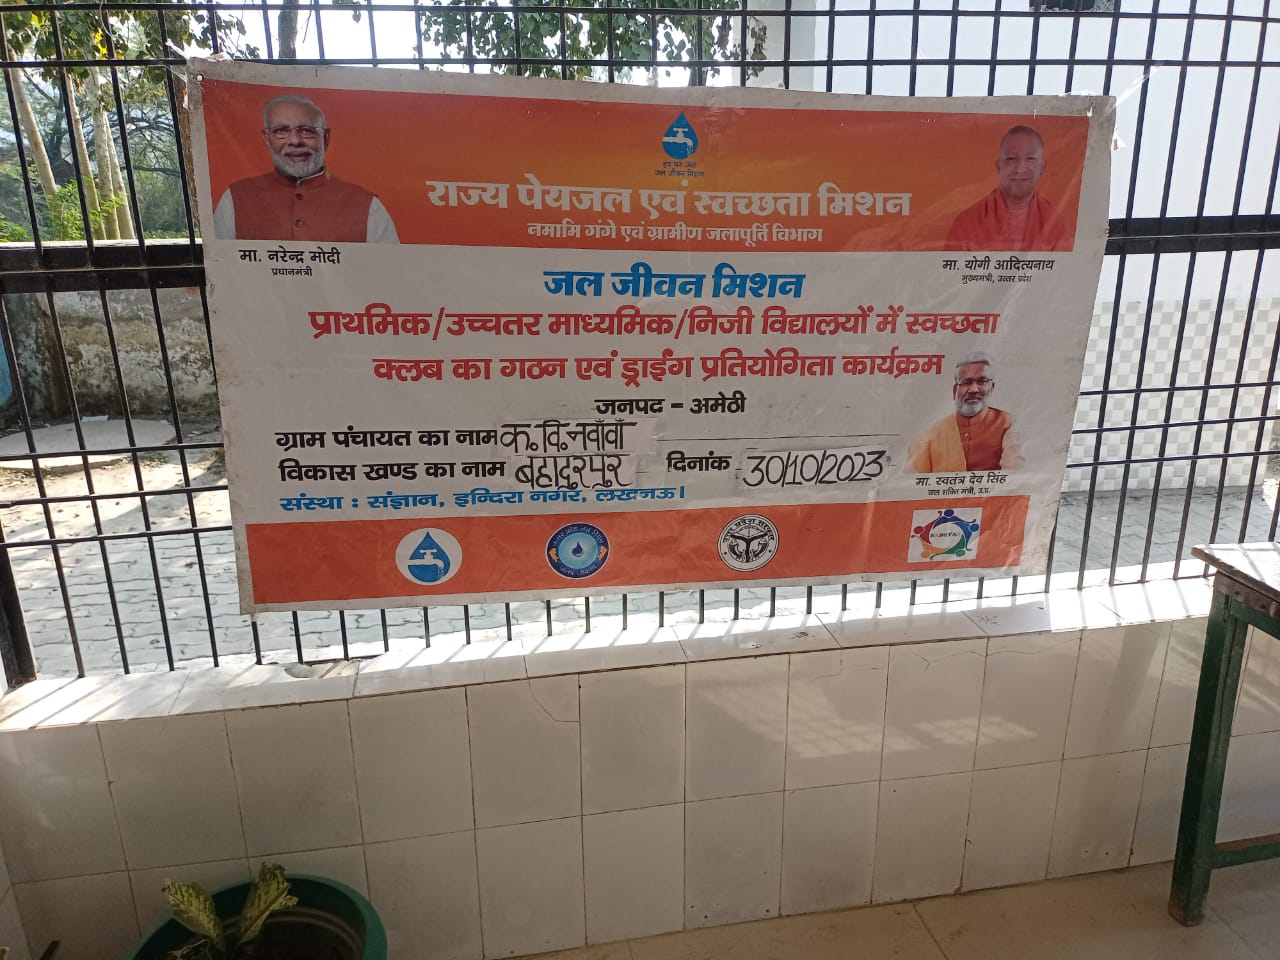 हर घर जल
जल जीवन मिशन
राज्य पेयजल एवं स्वच्छता मिशन
नमामि गंगे एवं ग्रामीण जलापूर्ति विभाग
मा. नरेन्द्र मोदी
प्रधानमंत्री
मा. योगी आदित्यनाथ
मुख्यमंत्री, उत्तर प्रदेश
जल जीवन मिशन
प्राथमिक/उच्चतर माध्यमिक/निजी विद्यालयों में स्वच्छता
क्लब का गठन एवं ड्राईंग प्रतियोगिता कार्यक्रम
जनपद - अमेठी
ग्राम पंचायत का नाम क. वि. नवाँवाँ
विकास खण्ड का नाम बहादुरपुर दिनांक 30/10/2023
मा. स्वतंत्र देव सिंह
जल शक्ति मंत्री, उ.प्र.
संस्था : संज्ञान, इन्दिरा नगर, लखनऊ।